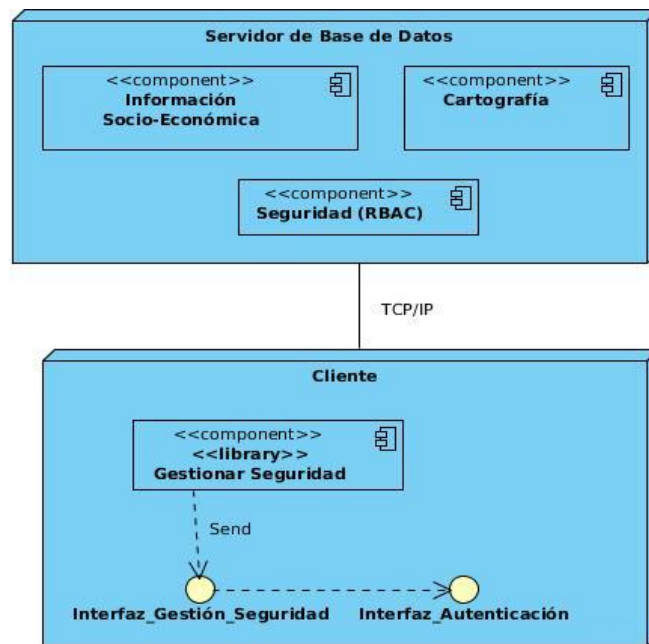 Servidor de Base de Datos
<<component>>
Información
Socio-Económica
<<component>>
Cartografía
<<component>>
Seguridad (RBAC)
TCP/IP
Cliente
<<component>>
<<library>>
Gestionar Seguridad
Send
Interfaz_Gestión_Seguridad
Interfaz_Autenticación